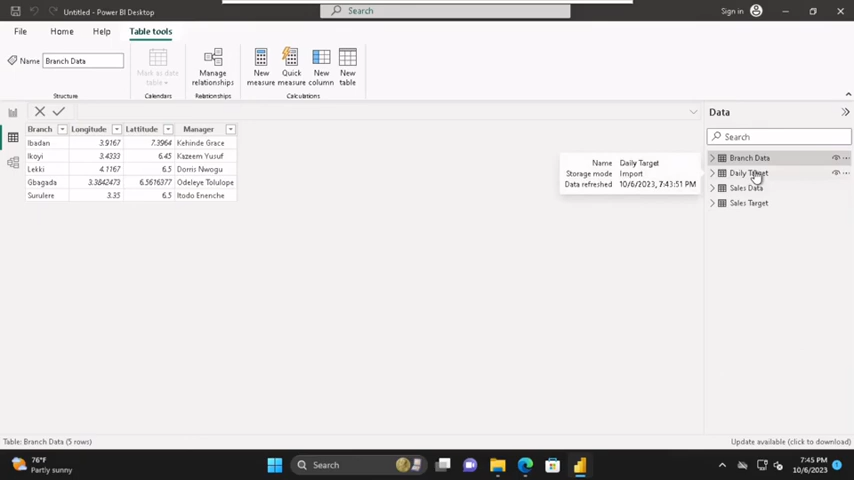 Untitled - Power BI Desktop
Search
Sign in
File
Home
Help
Table tools
Name
Branch Data
Mark as date table
Manage relationships
New measure
Quick measure
New column
New table
Structure
Calendars
Relationships
Calculations
Branch Longitude Lattitude Manager
Ibadan 3.9167 7.3964 Kehinde Grace
Ikoyi 3.4333 6.45 Kazeem Yusuf
Lekki 4.1167 6.5 Dorris Nwogu
Gbagada 3.3842473 6.5616377 Odeleye Tolulope
Surulere 3.35 6.5 Itodo Enenche
Name Daily Target
Storage mode Import
Data refreshed 10/6/2023, 7:43:51 PM
Data
Search
Branch Data
Daily Target
Sales Data
Sales Target
Table: Branch Data (5 rows)
Update available (click to download)
76°F
Partly sunny
Search
7:45 PM
10/6/2023